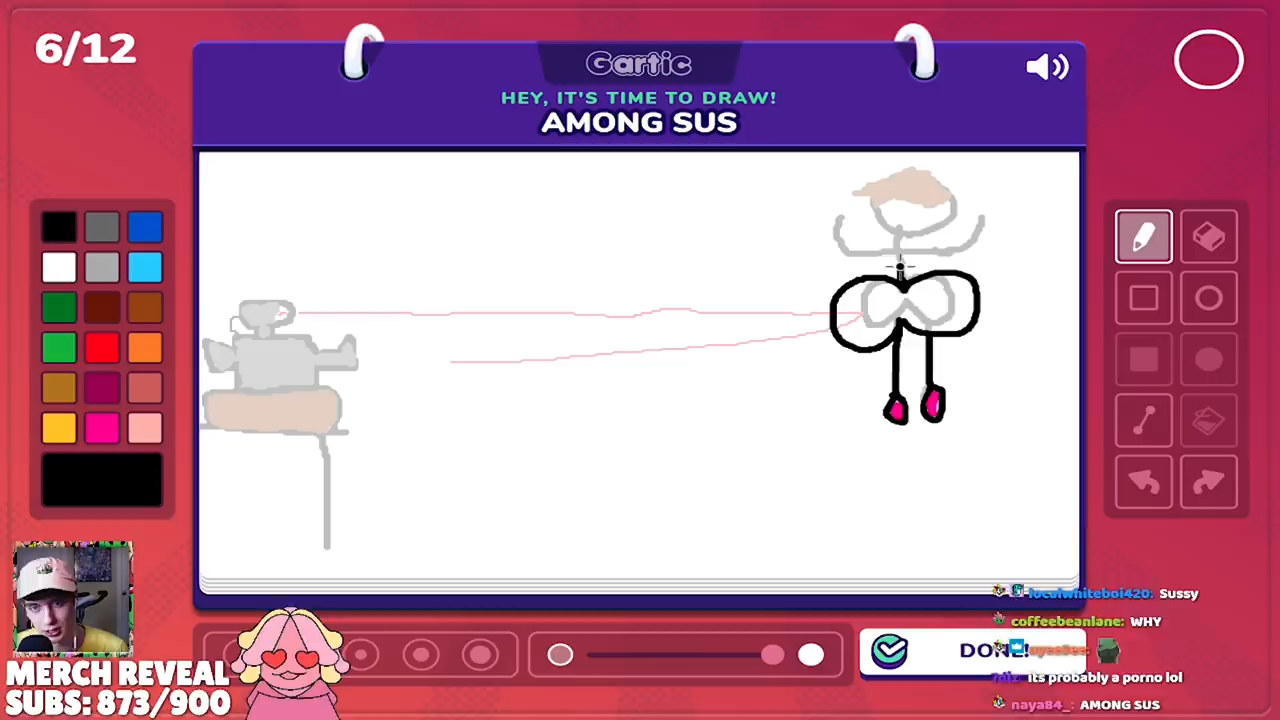 6/12
Gartic
HEY, IT'S TIME TO DRAW!
AMONG SUS
DONE!
localwhiteboi420: Sussy
coffeebeanlane: WHY
its probably a porno lol
naya84_: AMONG SUS
MERCH REVEAL
SUBS: 873/900